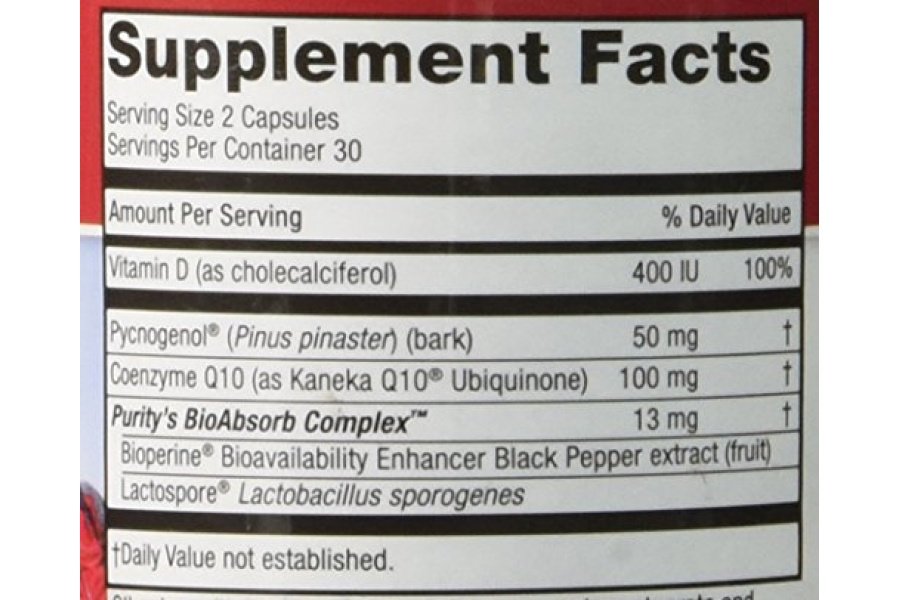 Supplement Facts
Serving Size 2 Capsules
Servings Per Container 30
Amount Per Serving % Daily Value
Vitamin D (as cholecalciferol) 400 IU 100%
Pycnogenol® (Pinus pinaster) (bark) 50 mg †
Coenzyme Q10 (as Kaneka Q10® Ubiquinone) 100 mg †
Purity's BioAbsorb Complex™ 13 mg †
Bioperine® Bioavailability Enhancer Black Pepper extract (fruit)
Lactospore® Lactobacillus sporogenes
†Daily Value not established.